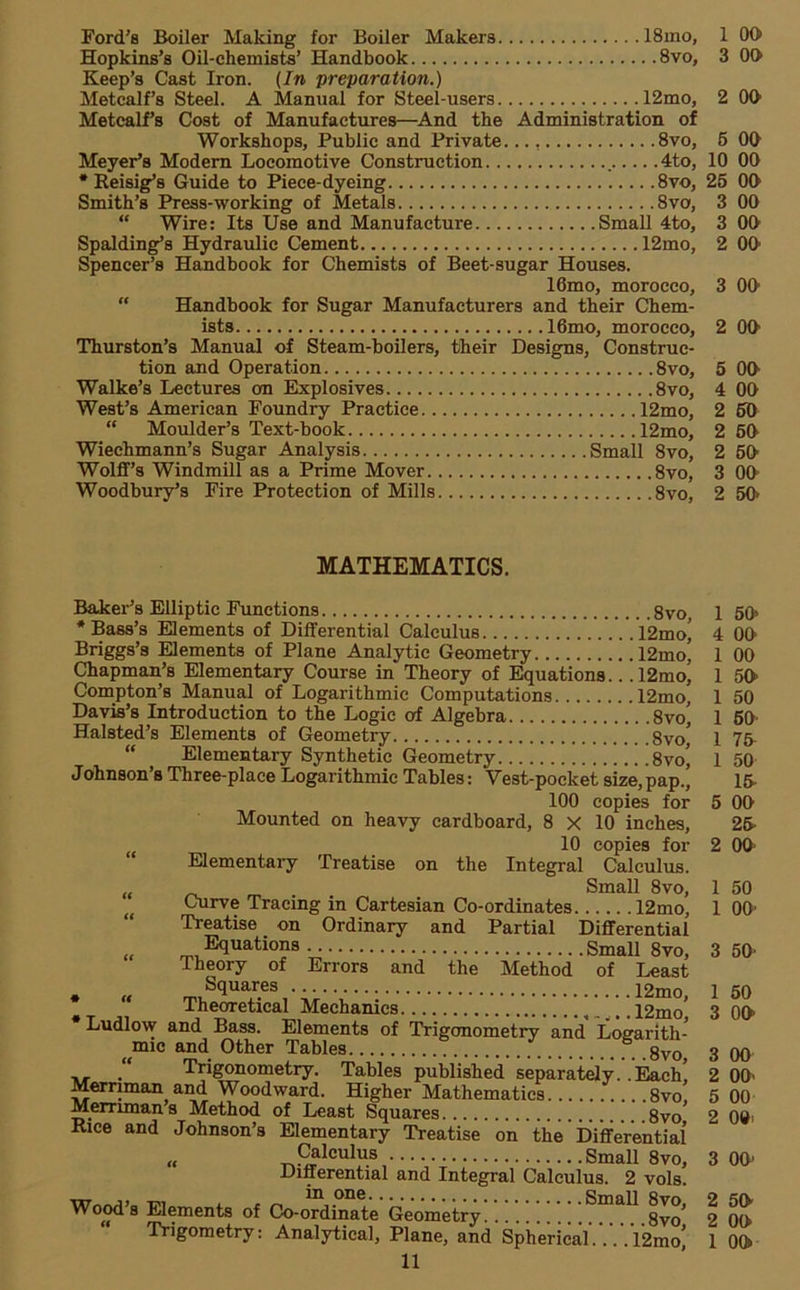 Ford's Boiler Making for Boiler Makers..............18mo, 1 00
Hopkins's Oil-chemists' Handbook..........................8vo, 3 00
Keep's Cast Iron. (In preparation.)
Metcalf's Steel. A Manual for Steel-users..............12mo, 2 00
Metcalf's Cost of Manufactures—And the Administration of
Workshops, Public and Private................8vo, 5 00
Meyer's Modern Locomotive Construction..................4to, 10 00
* Reisig's Guide to Piece-dyeing............................8vo, 25 00
Smith's Press-working of Metals...........................8vo, 3 00
" Wire: Its Use and Manufacture............Small 4to, 3 00
Spalding's Hydraulic Cement............................12mo, 2 00
Spencer's Handbook for Chemists of Beet-sugar Houses.
16mo, morocco, 3 00
" Handbook for Sugar Manufacturers and their Chem-
ists...............................16mo, morocco, 2 00
Thurston's Manual of Steam-boilers, their Designs, Construc-
tion and Operation..................................8vo, 5 00
Walke's Lectures on Explosives............................8vo, 4 00
West's American Foundry Practice......................12mo, 2 50
" Moulder's Text-book.............................12mo, 2 50
Wiechmann's Sugar Analysis.......................Small 8vo, 2 50
Wolff's Windmill as a Prime Mover.......................8vo, 3 00
Woodbury's Fire Protection of Mills......................8vo, 2 50
MATHEMATICS.
Baker's Elliptic Functions.................................8vo, 1 50
* Bass's Elements of Differential Calculus...............12mo, 4 00
Briggs's Elements of Plane Analytic Geometry..........12mo, 1 00
Chapman's Elementary Course in Theory of Equations...12mo, 1 50
Compton's Manual of Logarithmic Computations........12mo, 1 50
Davis's Introduction to the Logic of Algebra..............8vo, 1 50
Halsted's Elements of Geometry..........................8vo, 1 75
" Elementary Synthetic Geometry...............8vo, 1 50
Johnson's Three-place Logarithmic Tables: Vest-pocket size, pap., 15
100 copies for 5 00
Mounted on heavy cardboard, 8 X 10 inches, 25
10 copies for 2 00
" Elementary Treatise on the Integral Calculus.
Small 8vo, 1 50
" Curve Tracing in Cartesian Co-ordinates......12mo, 1 00
" Treatise on Ordinary and Partial Differential
Equations............................Small 8vo, 3 50
" Theory of Errors and the Method of Least
Squares..................................12mo, 1 50
* " Theoretical Mechanics.......................12mo, 3 00
* Ludlow and Bass. Elements of Trigonometry and Logarith-
mic and Other Tables..............................8vo, 3 00
" Trigonometry. Tables published separately..Each, 2 00
Merriman and Woodward. Higher Mathematics..........8vo, 5 00
Merriman's Method of Least Squares.....................8vo, 2 00
Rice and Johnson's Elementary Treatise on the Differential
Calculus....................Small 8vo, 3 00
" Differential and Integral Calculus. 2 vols.
in one......................Small 8vo, 2 50
Wood's Elements of Co-ordinate Geometry................8vo, 2 00
" Trigometry: Analytical, Plane, and Spherical....12mo, 1 00
11